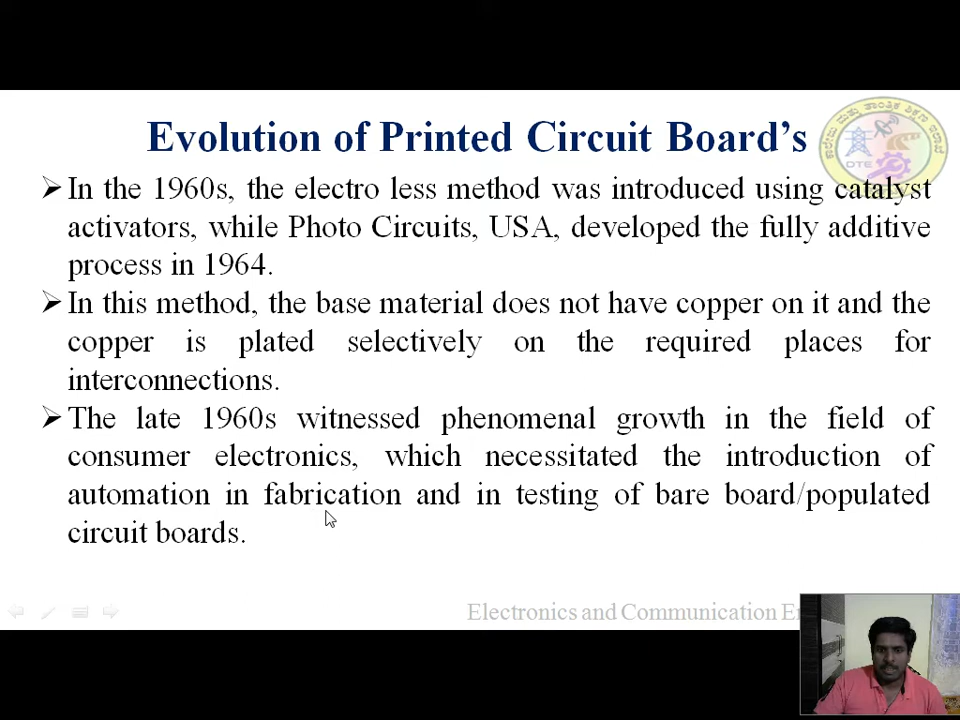 Evolution of Printed Circuit Board’s
➢ In the 1960s, the electro less method was introduced using catalyst
activators, while Photo Circuits, USA, developed the fully additive
process in 1964.
➢ In this method, the base material does not have copper on it and the
copper is plated selectively on the required places for
interconnections.
➢ The late 1960s witnessed phenomenal growth in the field of
consumer electronics, which necessitated the introduction of
automation in fabrication and in testing of bare board/populated
circuit boards.
DTE
Electronics and Communication